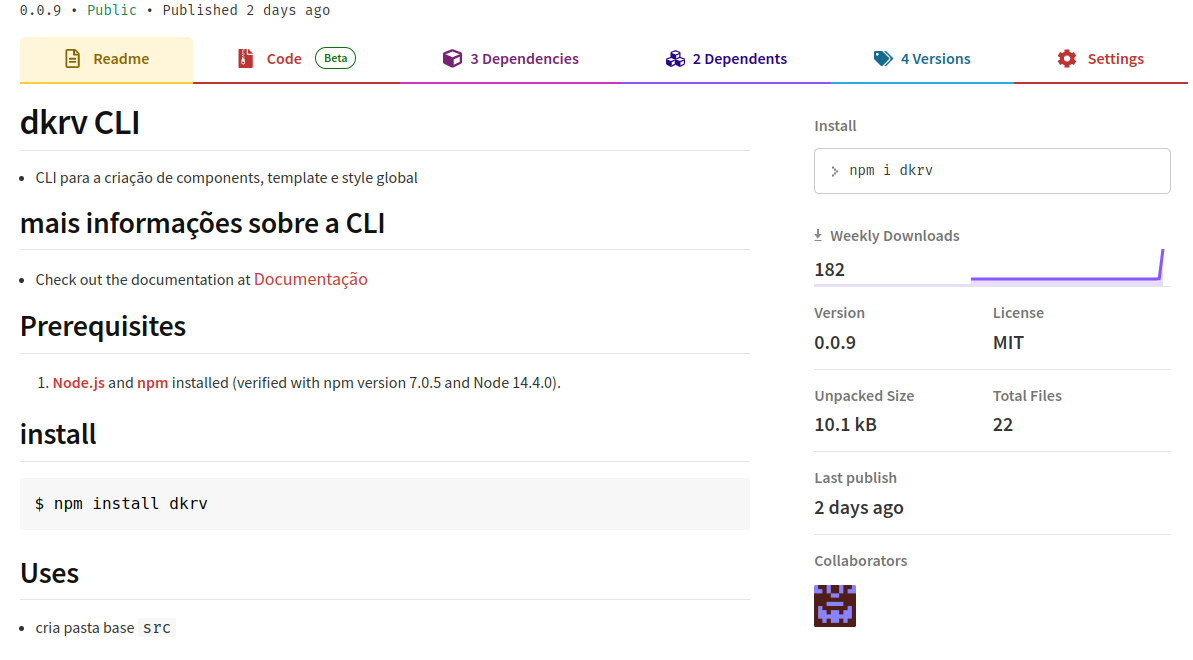 0.0.9 • Public • Published 2 days ago
Readme
Code Beta
3 Dependencies
2 Dependents
4 Versions
Settings
dkrv CLI
• CLI para a criação de components, template e style global
mais informações sobre a CLI
• Check out the documentation at Documentação
Prerequisites
1. Node.js and npm installed (verified with npm version 7.0.5 and Node 14.4.0).
install
$ npm install dkrv
Uses
• cria pasta base src
Install
> npm i dkrv
Weekly Downloads
182
Version
0.0.9
License
MIT
Unpacked Size
10.1 kB
Total Files
22
Last publish
2 days ago
Collaborators